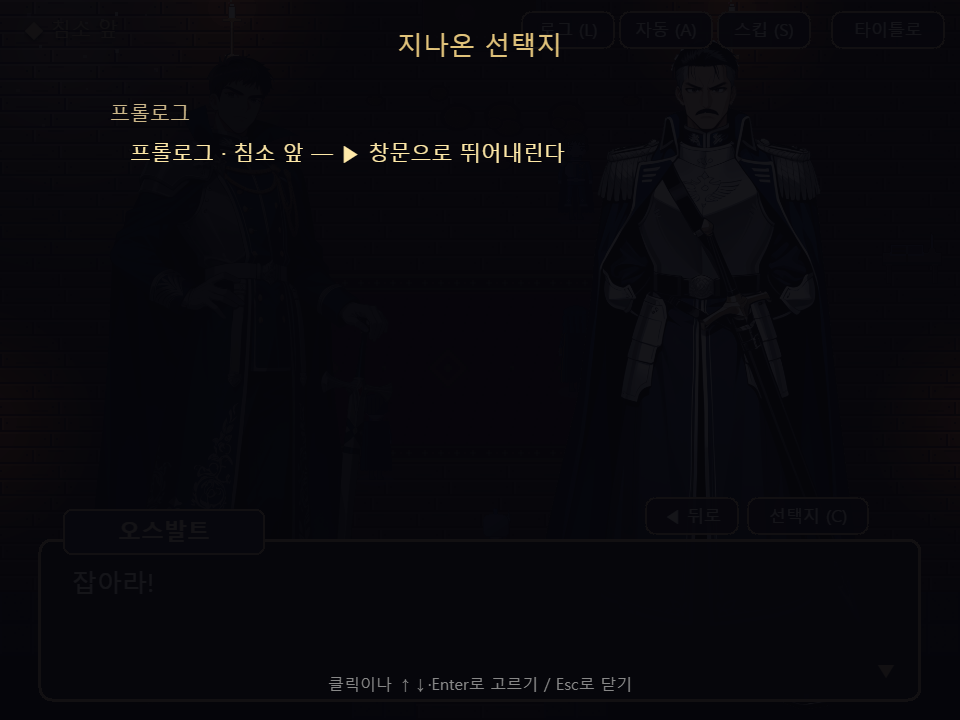 ◆ 침소 앞
로그 (L)
자동 (A)
스킵 (S)
타이틀로
지나온 선택지
프롤로그
프롤로그 · 침소 앞 — ▶ 창문으로 뛰어내린다
◀ 뒤로
선택지 (C)
오스발트
잡아라!
▼
클릭이나 ↑↓·Enter로 고르기 / Esc로 닫기